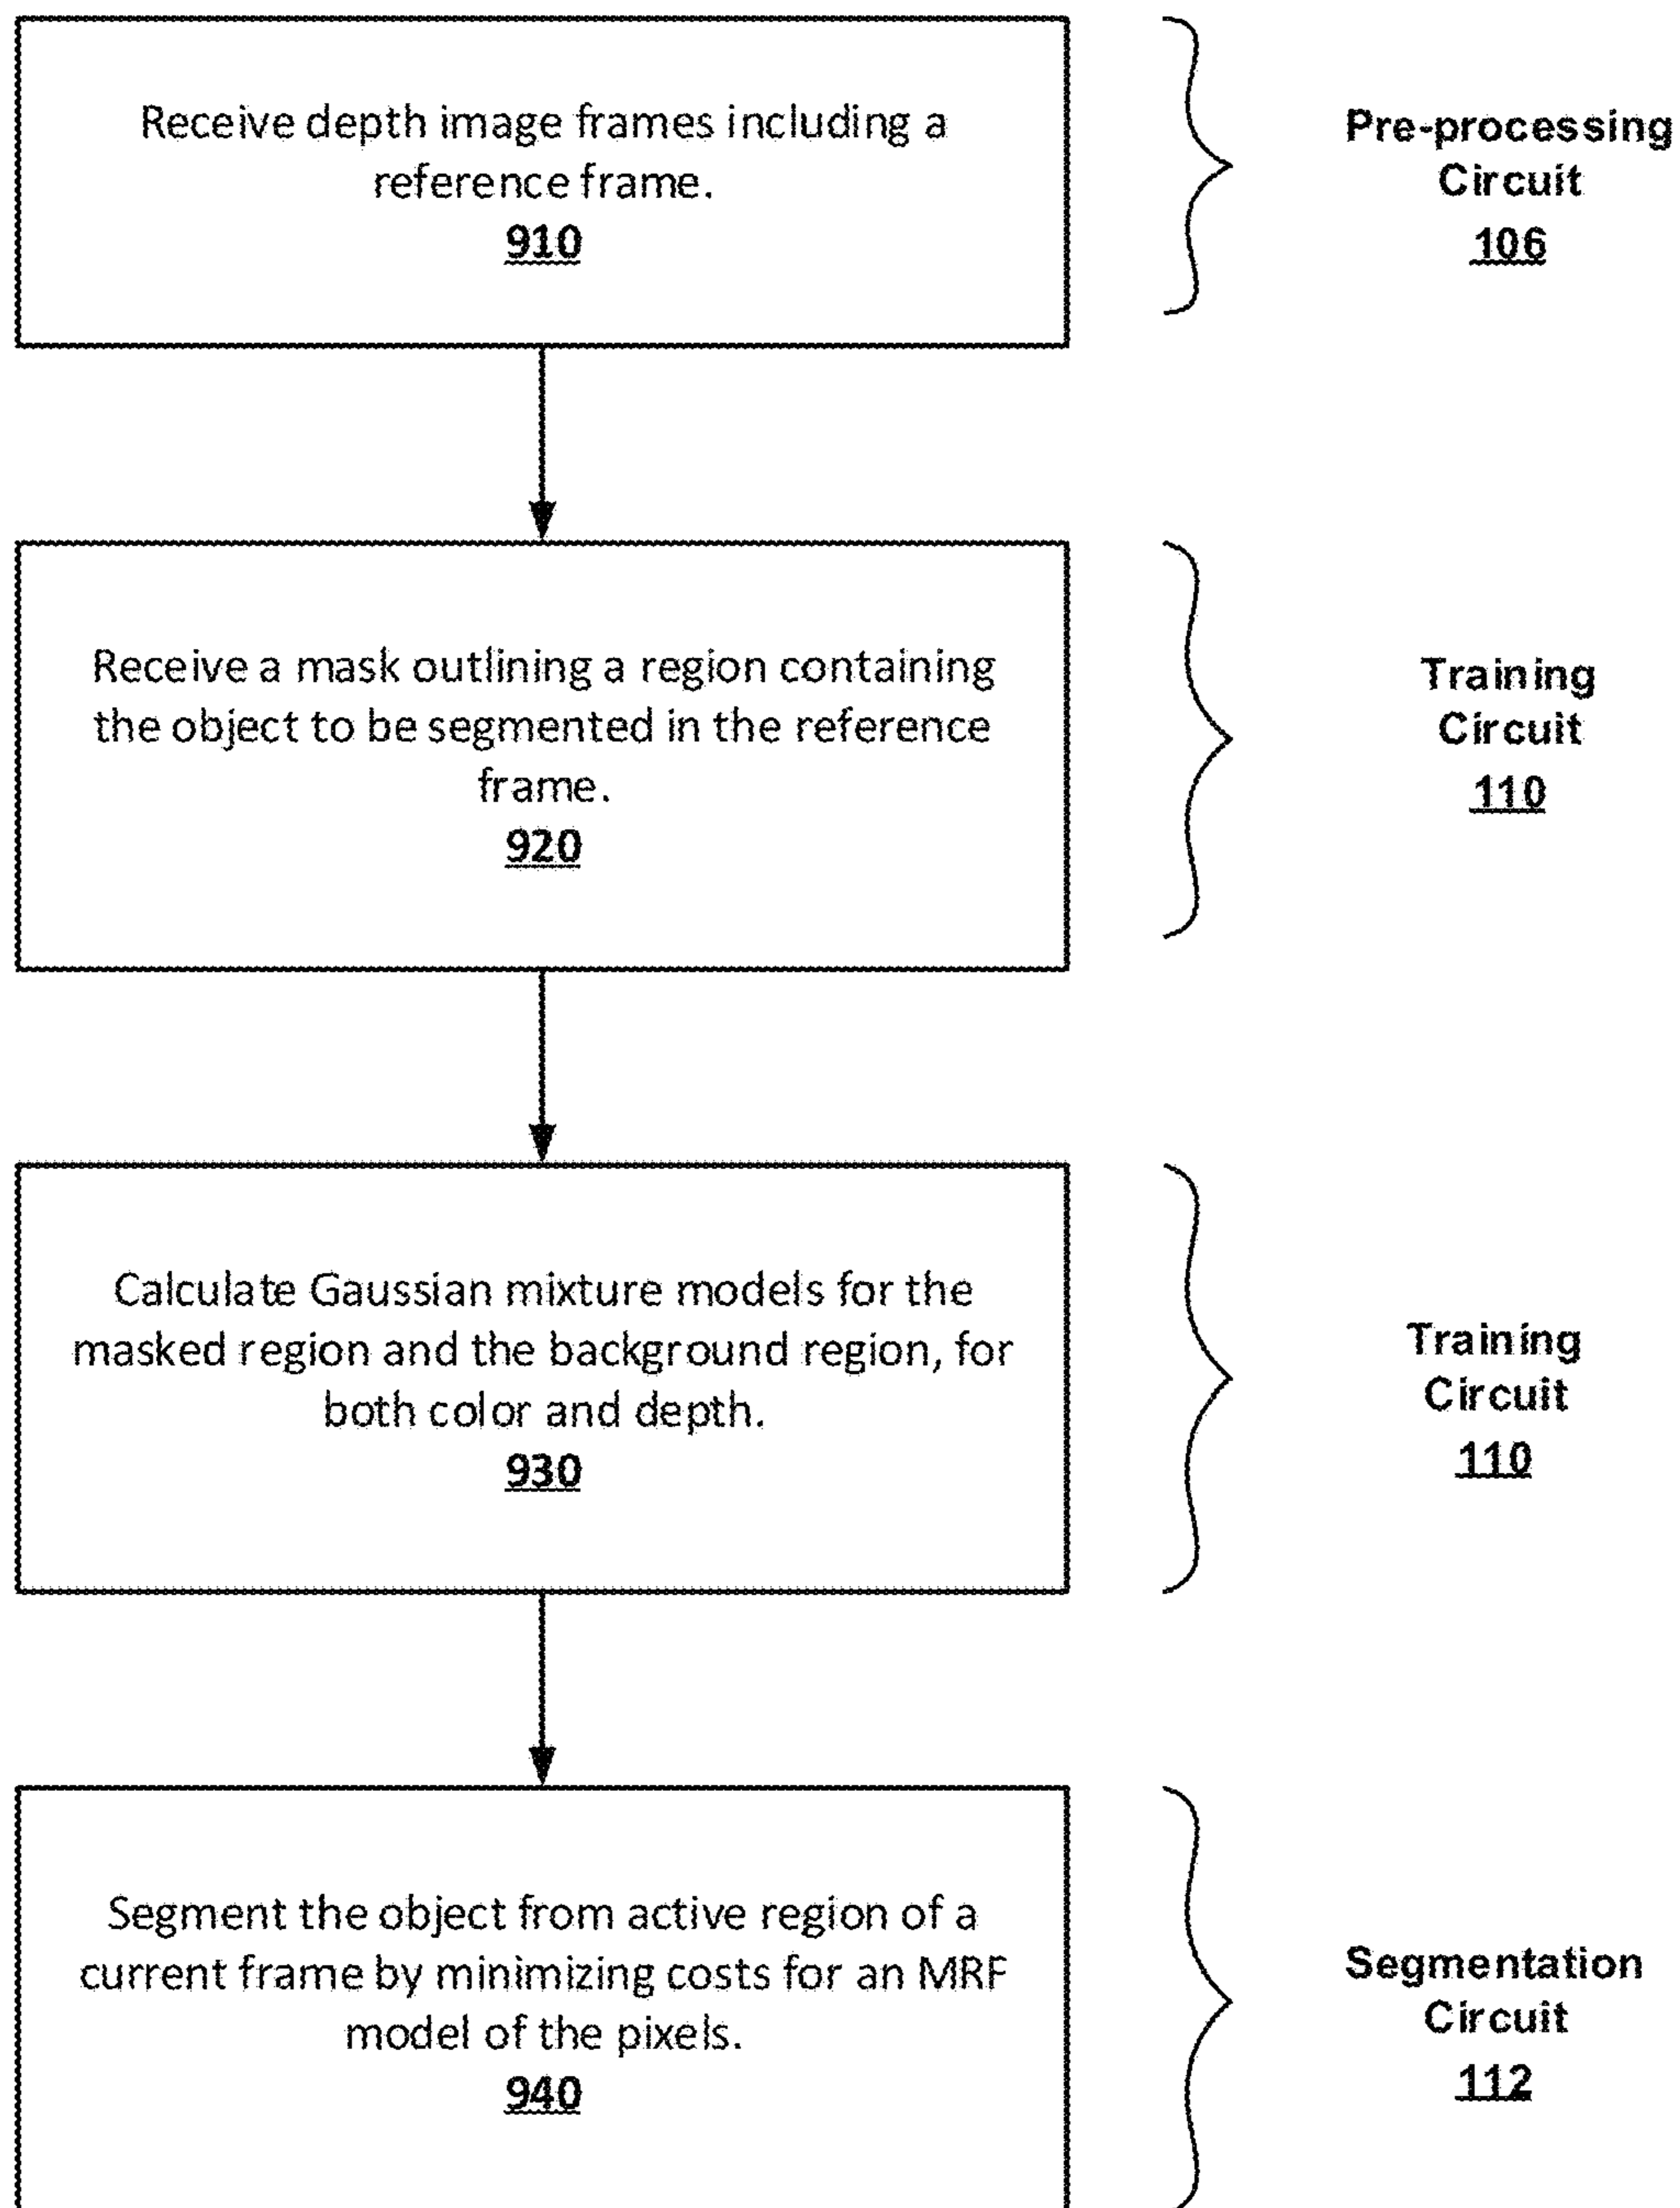 Receive depth image frames including a
reference frame.
910
Pre-processing
Circuit
106
Receive a mask outlining a region containing
the object to be segmented in the reference
frame.
920
Training
Circuit
110
Calculate Gaussian mixture models for the
masked region and the background region, for
both color and depth.
930
Training
Circuit
110
Segment the object from active region of a
current frame by minimizing costs for an MRF
model of the pixels.
940
Segmentation
Circuit
112